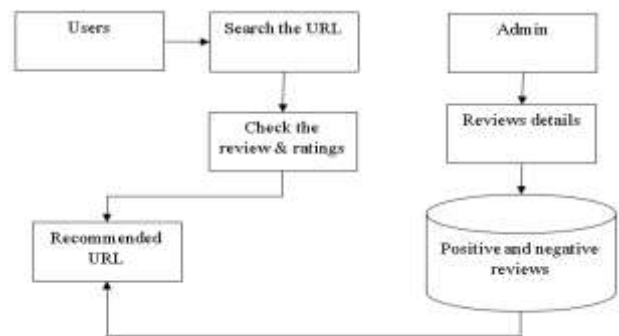 Users
Search the URL
Admin
Check the
review & ratings
Reviews details
Recommended
URL
Positive and negative
reviews